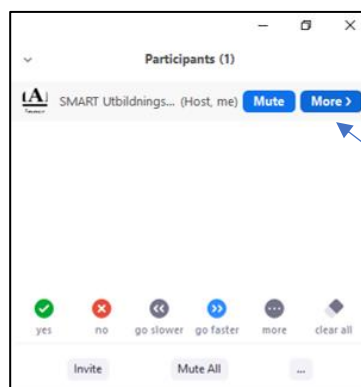 Participants (1)
(A) SMART Utbildnings... (Host, me) Mute More >
yes no go slower go faster more clear all
Invite Mute All ...